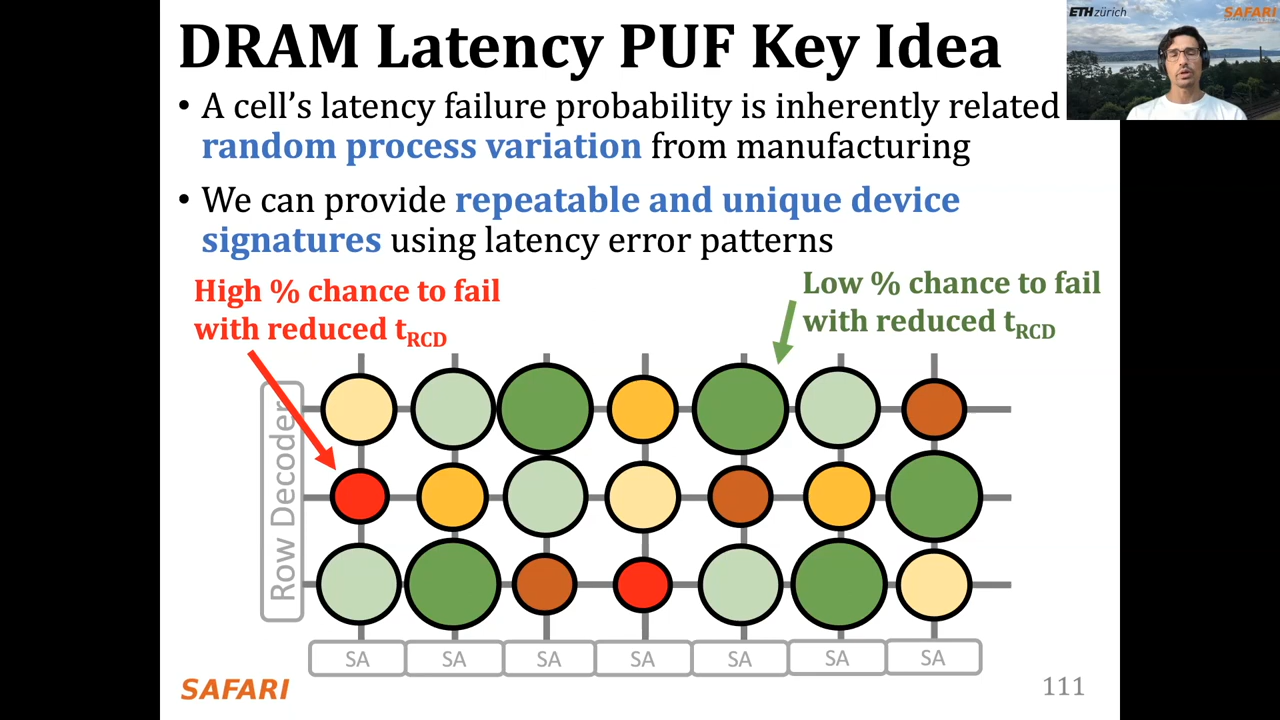 DRAM Latency PUF Key Idea
ETHzürich
SAFARI
• A cell's latency failure probability is inherently related
random process variation from manufacturing
• We can provide repeatable and unique device
signatures using latency error patterns
High % chance to fail
with reduced tRCD
Low % chance to fail
with reduced tRCD
Row Decoder
SA SA SA SA SA SA SA
SAFARI
111